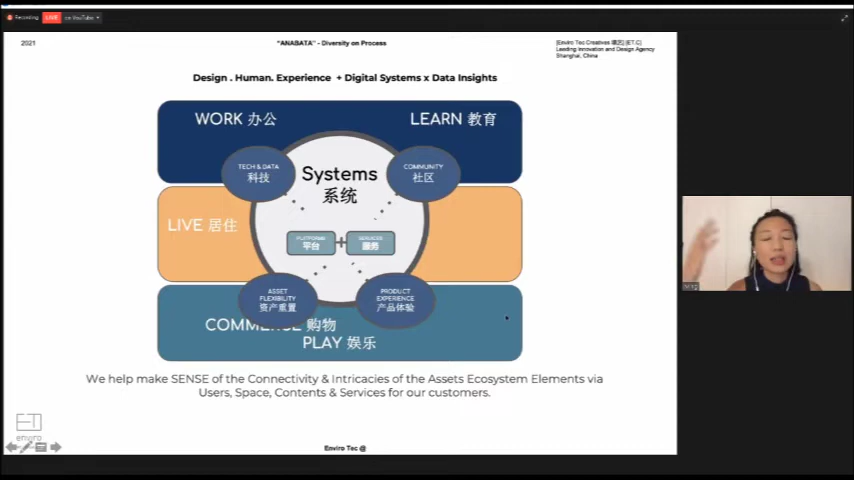 Recording
LIVE
on YouTube
2021
"ANABATA" - Diversity on Process
[Enviro Tec Creatives
[ET.C]
Leading Innovation and Design Agency
Shanghai, China
Design . Human. Experience + Digital Systems x Data Insights
WORK 办公
LEARN 教育
TECH & DATA
科技
COMMUNITY
社区
Systems
系统
LIVE 居住
PLATFORMS
平台
+
SERVICES
服务
ASSET
FLEXIBILITY
资产重置
PRODUCT
EXPERIENCE
产品体验
COMMERCE 购物
PLAY 娱乐
We help make SENSE of the Connectivity & Intricacies of the Assets Ecosystem Elements via
Users, Space, Contents & Services for our customers.
enviro
Enviro Tec @